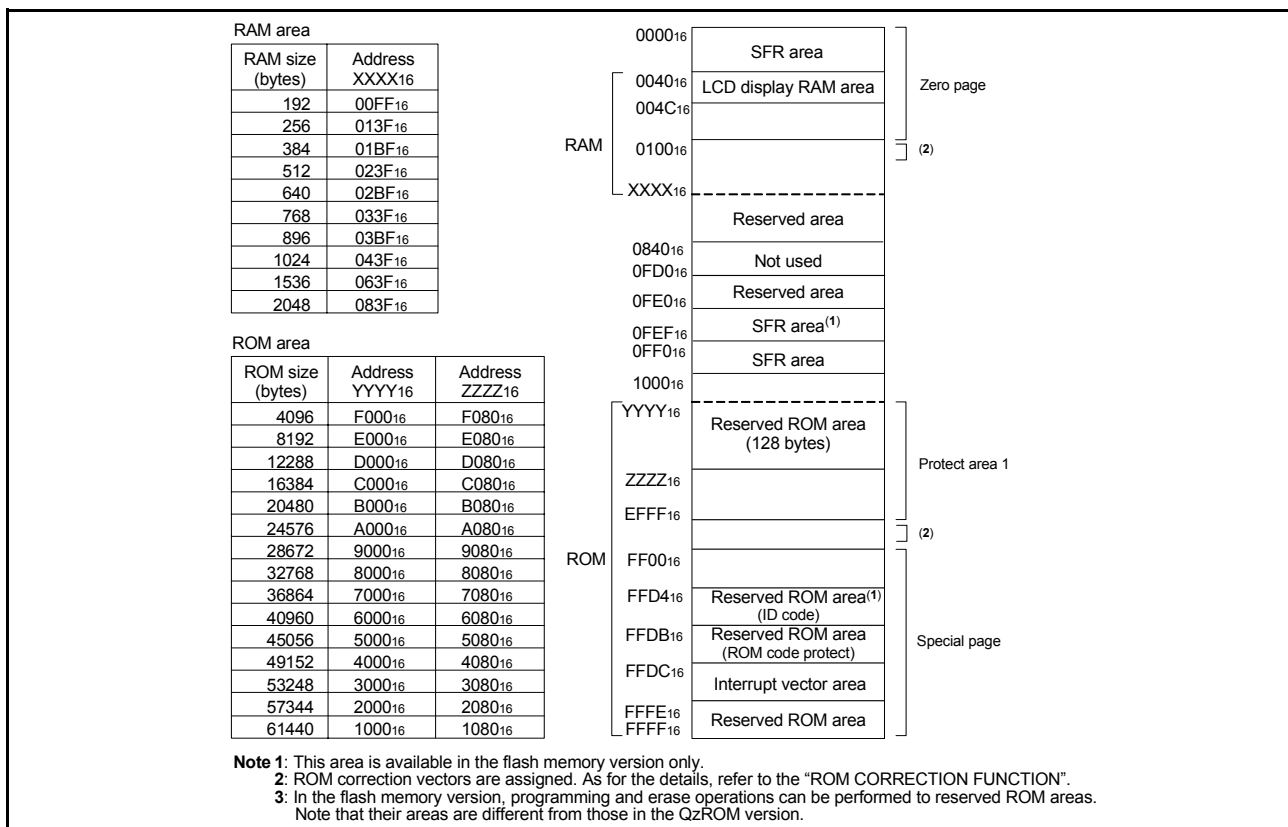 RAM area
RAM size (bytes) Address XXXX16
192 00FF16
256 013F16
384 01BF16
512 023F16
640 02BF16
768 033F16
896 03BF16
1024 043F16
1536 063F16
2048 083F16
ROM area
ROM size (bytes) Address YYYY16 Address ZZZZ16
4096 F00016 F08016
8192 E00016 E08016
12288 D00016 D08016
16384 C00016 C08016
20480 B00016 B08016
24576 A00016 A08016
28672 900016 908016
32768 800016 808016
36864 700016 708016
40960 600016 608016
45056 500016 508016
49152 400016 408016
53248 300016 308016
57344 200016 208016
61440 100016 108016
RAM
ROM
000016
SFR area
004016
LCD display RAM area
004C16
010016
XXXX16
Reserved area
084016
Not used
0FD016
Reserved area
0FE016
SFR area(1)
0FEF16
0FF016
SFR area
100016
YYYY16
Reserved ROM area
(128 bytes)
ZZZZ16
EFFF16
FF0016
FFD416
Reserved ROM area(1)
(ID code)
FFDB16
Reserved ROM area
(ROM code protect)
FFDC16
Interrupt vector area
FFFE16
Reserved ROM area
FFFF16
Zero page
(2)
Protect area 1
(2)
Special page
Note 1: This area is available in the flash memory version only.
2: ROM correction vectors are assigned. As for the details, refer to the “ROM CORRECTION FUNCTION”.
3: In the flash memory version, programming and erase operations can be performed to reserved ROM areas.
Note that their areas are different from those in the QzROM version.